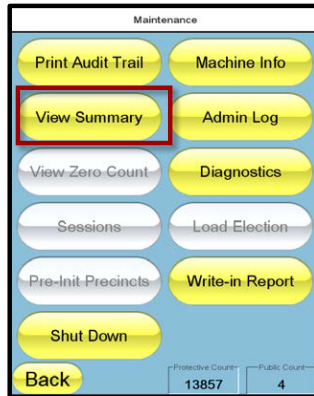 Maintenance
Print Audit Trail Machine Info
View Summary Admin Log
View Zero Count Diagnostics
Sessions Load Election
Pre-Init Precincts Write-in Report
Shut Down
Protective Count Public Count
Back 13857 4